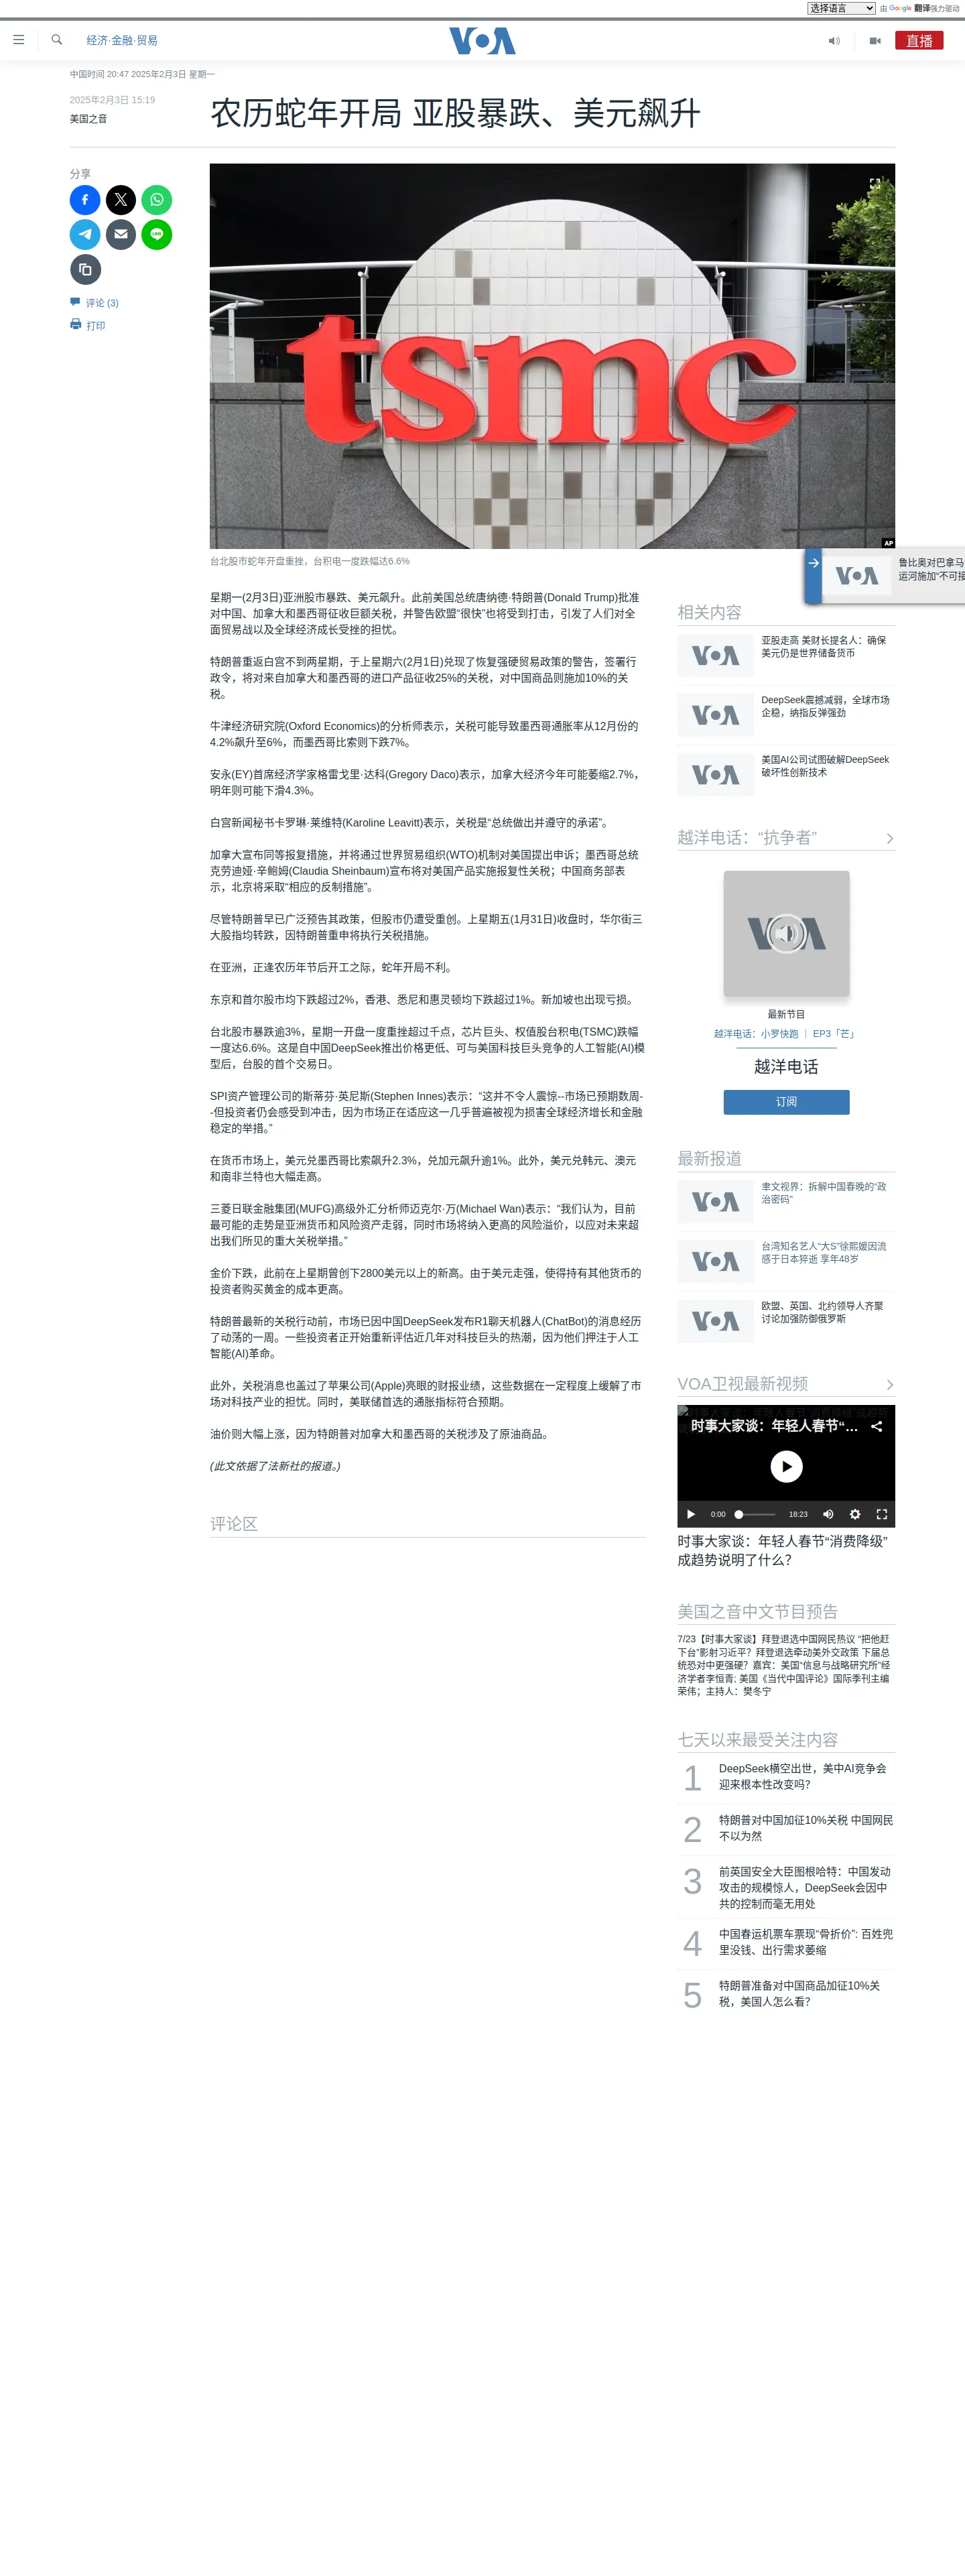 选择语言
由 Google 翻译强力驱动
经济·金融·贸易
VOA
直播
中国时间 20:47 2025年2月3日 星期一
2025年2月3日 15:19
美国之音
农历蛇年开局 亚股暴跌、美元飙升
分享
LINE
评论 (3)
打印
tsmc
AP
台北股市蛇年开盘重挫，台积电一度跌幅达6.6%
星期一(2月3日)亚洲股市暴跌、美元飙升。此前美国总统唐纳德·特朗普(Donald Trump)批准
对中国、加拿大和墨西哥征收巨额关税，并警告欧盟“很快”也将受到打击，引发了人们对全
面贸易战以及全球经济成长受挫的担忧。
特朗普重返白宫不到两星期，于上星期六(2月1日)兑现了恢复强硬贸易政策的警告，签署行
政令，将对来自加拿大和墨西哥的进口产品征收25%的关税，对中国商品则施加10%的关
税。
牛津经济研究院(Oxford Economics)的分析师表示，关税可能导致墨西哥通胀率从12月份的
4.2%飙升至6%，而墨西哥比索则下跌7%。
安永(EY)首席经济学家格雷戈里·达科(Gregory Daco)表示，加拿大经济今年可能萎缩2.7%，
明年则可能下滑4.3%。
白宫新闻秘书卡罗琳·莱维特(Karoline Leavitt)表示，关税是“总统做出并遵守的承诺”。
加拿大宣布同等报复措施，并将通过世界贸易组织(WTO)机制对美国提出申诉；墨西哥总统
克劳迪娅·辛鲍姆(Claudia Sheinbaum)宣布将对美国产品实施报复性关税；中国商务部表
示，北京将采取“相应的反制措施”。
尽管特朗普早已广泛预告其政策，但股市仍遭受重创。上星期五(1月31日)收盘时，华尔街三
大股指均转跌，因特朗普重申将执行关税措施。
在亚洲，正逢农历年节后开工之际，蛇年开局不利。
东京和首尔股市均下跌超过2%，香港、悉尼和惠灵顿均下跌超过1%。新加坡也出现亏损。
台北股市暴跌逾3%，星期一开盘一度重挫超过千点，芯片巨头、权值股台积电(TSMC)跌幅
一度达6.6%。这是自中国DeepSeek推出价格更低、可与美国科技巨头竞争的人工智能(AI)模
型后，台股的首个交易日。
SPI资产管理公司的斯蒂芬·英尼斯(Stephen Innes)表示：“这并不令人震惊--市场已预期数周-
-但投资者仍会感受到冲击，因为市场正在适应这一几乎普遍被视为损害全球经济增长和金融
稳定的举措。”
在货币市场上，美元兑墨西哥比索飙升2.3%，兑加元飙升逾1%。此外，美元兑韩元、澳元
和南非兰特也大幅走高。
三菱日联金融集团(MUFG)高级外汇分析师迈克尔·万(Michael Wan)表示：“我们认为，目前
最可能的走势是亚洲货币和风险资产走弱，同时市场将纳入更高的风险溢价，以应对未来超
出我们所见的重大关税举措。”
金价下跌，此前在上星期曾创下2800美元以上的新高。由于美元走强，使得持有其他货币的
投资者购买黄金的成本更高。
特朗普最新的关税行动前，市场已因中国DeepSeek发布R1聊天机器人(ChatBot)的消息经历
了动荡的一周。一些投资者正开始重新评估近几年对科技巨头的热潮，因为他们押注于人工
智能(AI)革命。
此外，关税消息也盖过了苹果公司(Apple)亮眼的财报业绩，这些数据在一定程度上缓解了市
场对科技产业的担忧。同时，美联储首选的通胀指标符合预期。
油价则大幅上涨，因为特朗普对加拿大和墨西哥的关税涉及了原油商品。
(此文依据了法新社的报道。)
评论区
VOA
鲁比奥对巴拿马
运河施加“不可接
相关内容
VOA
亚股走高 美财长提名人：确保
美元仍是世界储备货币
VOA
DeepSeek震撼减弱，全球市场
企稳，纳指反弹强劲
VOA
美国AI公司试图破解DeepSeek
破坏性创新技术
越洋电话：“抗争者”
VOA
最新节目
越洋电话：小罗快跑 ｜ EP3「芒」
越洋电话
订阅
最新报道
VOA
聿文视界：拆解中国春晚的“政
治密码”
VOA
台湾知名艺人“大S”徐熙媛因流
感于日本猝逝 享年48岁
VOA
欧盟、英国、北约领导人齐聚
讨论加强防御俄罗斯
VOA卫视最新视频
时事大家谈：年轻人春节“...
0:00
18:23
时事大家谈：年轻人春节“消费降级”
成趋势说明了什么？
美国之音中文节目预告
7/23【时事大家谈】拜登退选中国网民热议 “把他赶
下台”影射习近平？拜登退选牵动美外交政策 下届总
统恐对中更强硬？嘉宾：美国“信息与战略研究所”经
济学者李恒青; 美国《当代中国评论》国际季刊主编
荣伟；主持人：樊冬宁
七天以来最受关注内容
1
DeepSeek横空出世，美中AI竞争会
迎来根本性改变吗？
2
特朗普对中国加征10%关税 中国网民
不以为然
3
前英国安全大臣图根哈特：中国发动
攻击的规模惊人，DeepSeek会因中
共的控制而毫无用处
4
中国春运机票车票现“骨折价”: 百姓兜
里没钱、出行需求萎缩
5
特朗普准备对中国商品加征10%关
税，美国人怎么看？